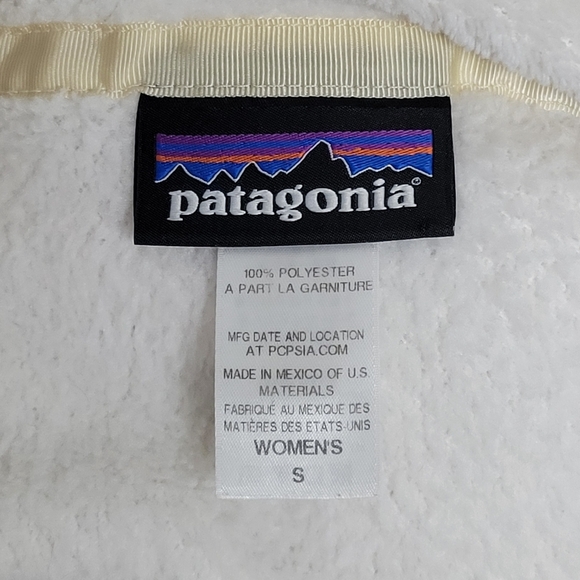 patagonia®
100% POLYESTER
A PART LA GARNITURE
MFG DATE AND LOCATION
AT PCPSIA.COM
MADE IN MEXICO OF U.S.
MATERIALS
FABRIQUÉ AU MEXIQUE DES
MATIÈRES DES ETATS-UNIS
WOMEN'S
S